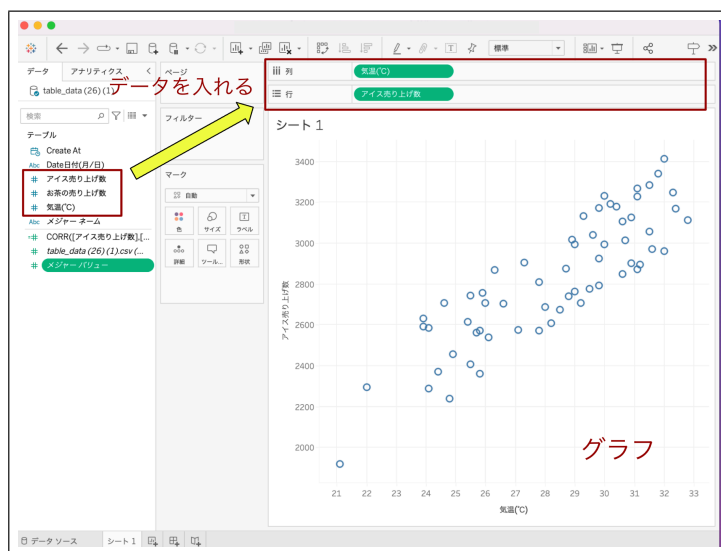 標準
データ アナリティクス
ページ
iii 列 気温(℃)
table_data (26) (1)
データを入れる
行 アイス売り上げ数
検索
フィルター
シート 1
テーブル
Create At
Abc Date日付(月/日)
# アイス売り上げ数
# お茶の売り上げ数
# 気温(℃)
Abc メジャー ネーム
=# CORR([アイス売り上げ数],[...
# table_data (26) (1).csv (...
# メジャー バリュー
マーク
自動
色 サイズ ラベル
詳細 ツール... 形状
アイス売り上げ数
3400
3200
3000
2800
2600
2400
2200
2000
グラフ
21 22 23 24 25 26 27 28 29 30 31 32 33
気温(℃)
データ ソース シート 1